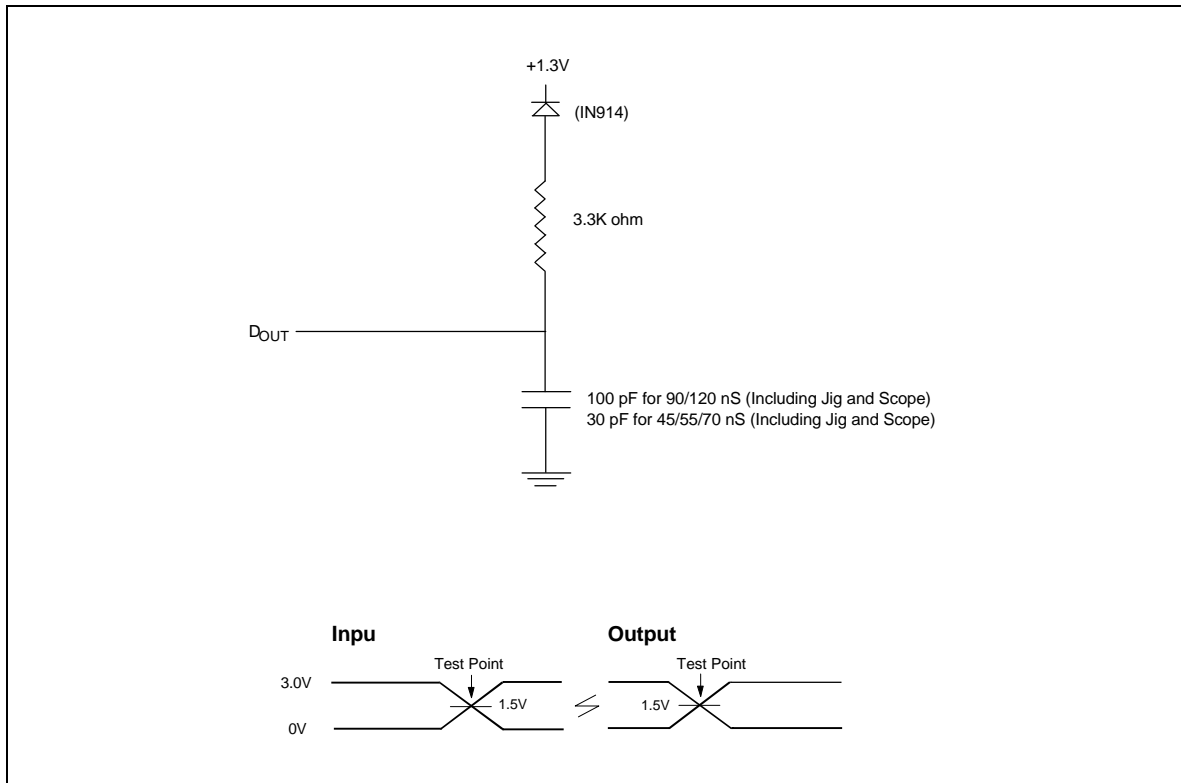 +1.3V
(IN914)
3.3K ohm
DOUT
100 pF for 90/120 nS (Including Jig and Scope)
30 pF for 45/55/70 nS (Including Jig and Scope)
Inpu
Output
Test Point
Test Point
3.0V
1.5V
1.5V
0V